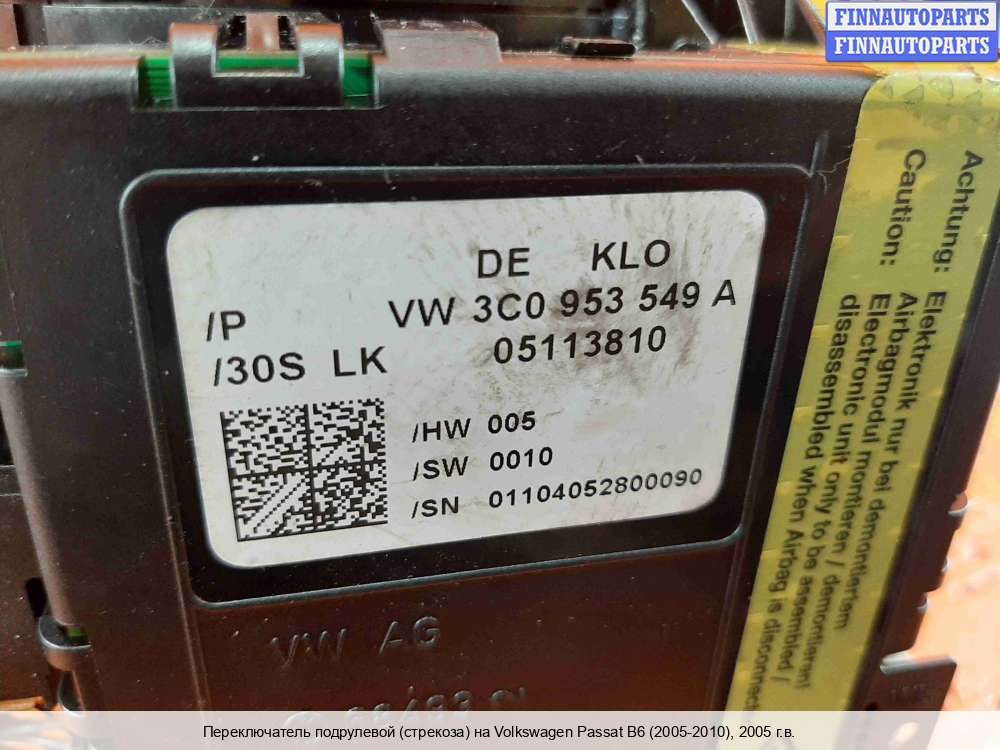 FINNAUTOPARTS
FINNAUTOPARTS
DE KLO
/P VW 3C0 953 549 A
/30S LK 05113810
/HW 005
/SW 0010
/SN 01104052800090
VW AG
Achtung: Elektronik nur bei demontiertem
Airbagmodul montieren / demontieren!
Caution: Electronic unit only to be assembled /
disassembled when Airbag is disconnec
Переключатель подрулевой (стрекоза) на Volkswagen Passat B6 (2005-2010), 2005 г.в.